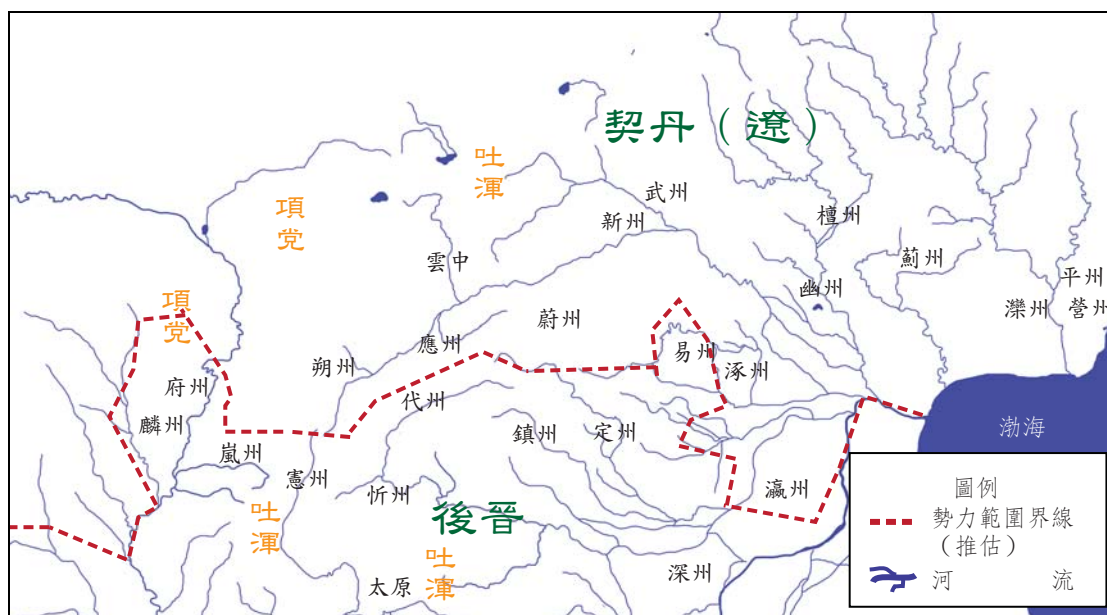 契丹（遼）
吐渾
項党
武州
新州
檀州
雲中
薊州
平州
幽州
灤州
營州
項党
蔚州
應州
朔州
易州
涿州
府州
代州
麟州
鎮州
定州
渤海
嵐州
憲州
忻州
瀛州
後晉
吐渾
吐渾
太原
深州
圖例
勢力範圍界線
（推估）
河 流